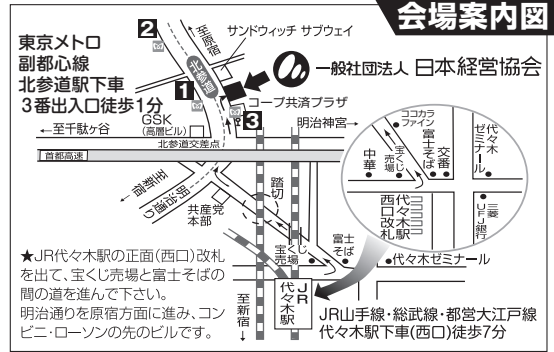 会場案内図
東京メトロ
副都心線
北参道駅下車
3番出入口徒歩1分
2
至原宿
サンドウィッチ サブウェイ
北参道
一般社団法人 日本経営協会
1
コープ共済プラザ
3
GSK
(高層ビル)
明治神宮→
←至千駄ヶ谷
北参道交差点
首都高速
至新宿
明治通り
踏切
共産党
本部
ココカラ
ファイン
中華
宝くじ
売場
富士そば
交番
代々木
ゼミナール
代々木駅
西口改札
三菱
UFJ銀行
★JR代々木駅の正面(西口)改札
を出て、宝くじ売場と富士そばの
間の道を進んで下さい。
明治通りを原宿方面に進み、コン
ビニ・ローソンの先のビルです。
宝くじ
売場
富士
そば
代々木ゼミナール
至新宿
JR
代々木駅
JR山手線・総武線・都営大江戸線
代々木駅下車(西口)徒歩7分